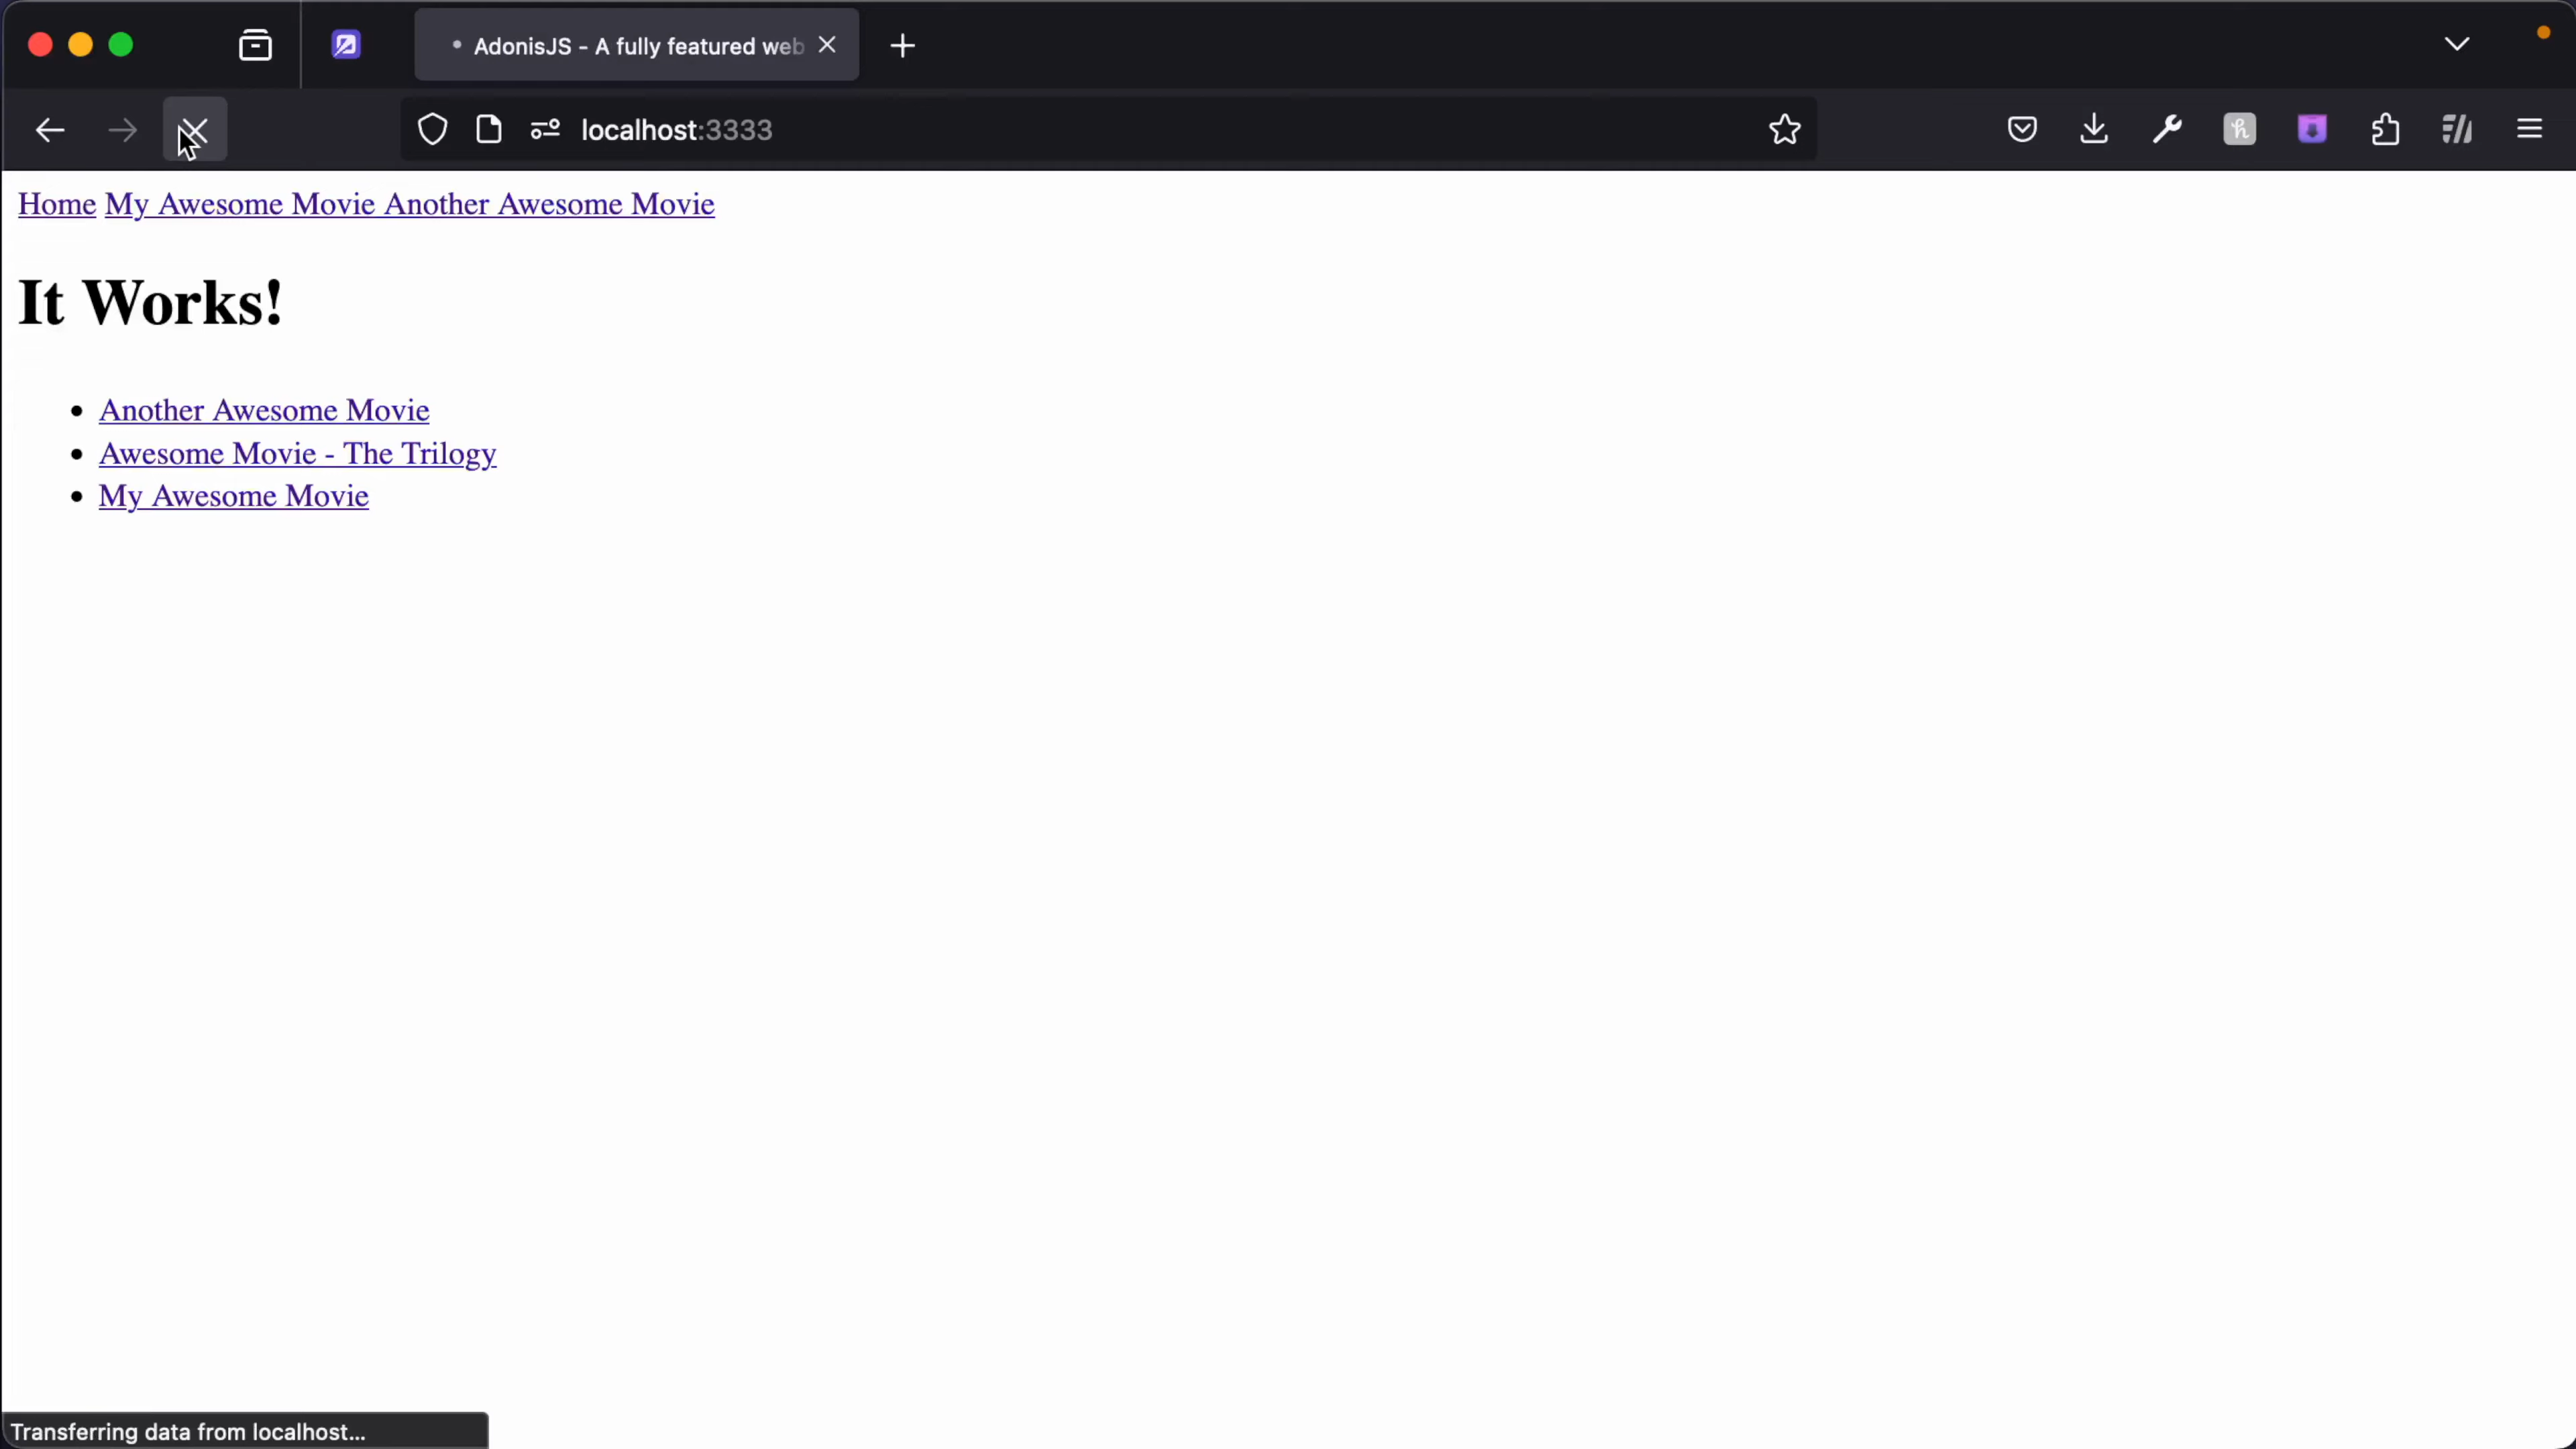 AdonisJS - A fully featured web
localhost:3333
Home My Awesome Movie Another Awesome Movie
It Works!
Another Awesome Movie
Awesome Movie - The Trilogy
My Awesome Movie
Transferring data from localhost...